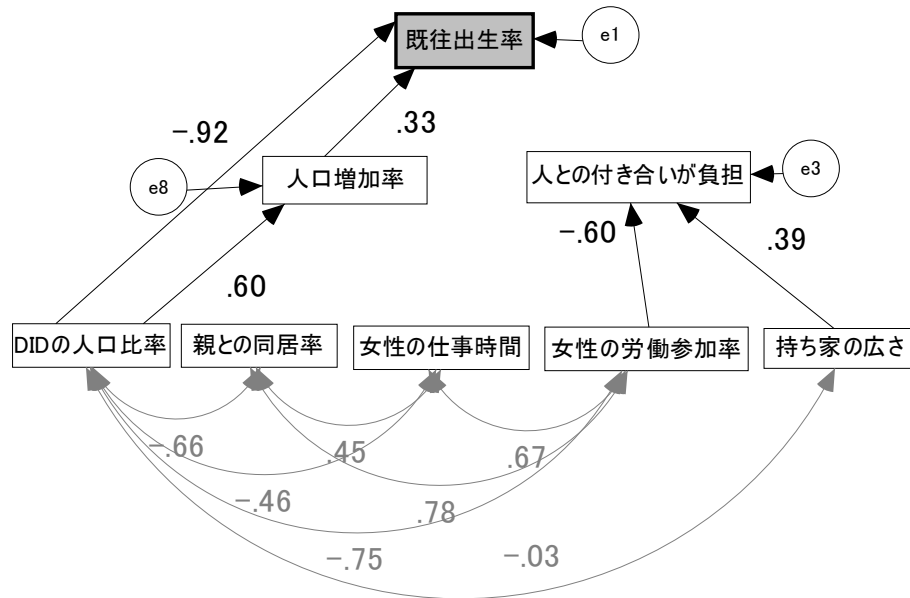 既往出生率
e1
-.92
.33
e8
人口増加率
人との付き合いが負担
e3
-.60
.39
.60
DIDの人口比率
親との同居率
女性の仕事時間
女性の労働参加率
持ち家の広さ
-.66
.45
.67
-.46
.78
-.75
-.03